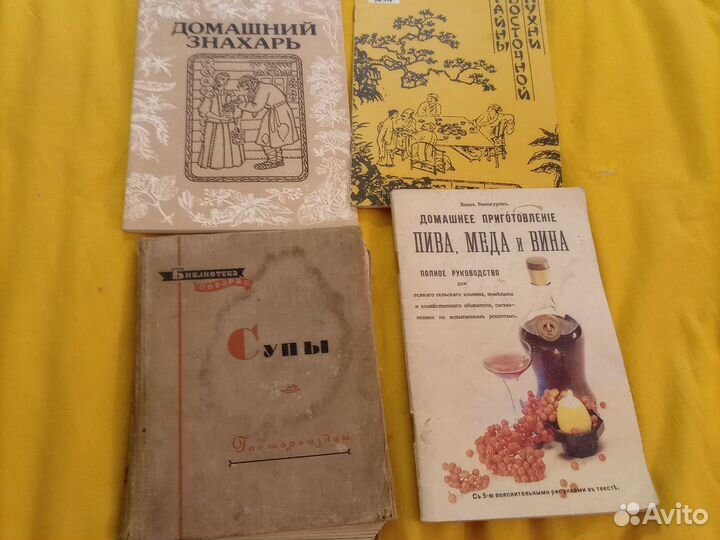 ДОМАШНИЙ
ЗНАХАРЬ
ТАЙНЫ
ВОСТОЧНОЙ
КУХНИ
Библиотека
повара
Супы
Госторгиздат
Иванъ Винокуровъ.
ДОМАШНЕЕ ПРИГОТОВЛЕНІЕ
ПИВА, МЕДА и ВИНА
ПОЛНОЕ РУКОВОДСТВО
для
всякаго сельскаго хозяина, помѣщика
и хозяйственнаго обывателя, состав-
ленное по испытаннымъ рецептамъ.
Съ 5-ю пояснительными рисунками въ текстѣ.
Avito